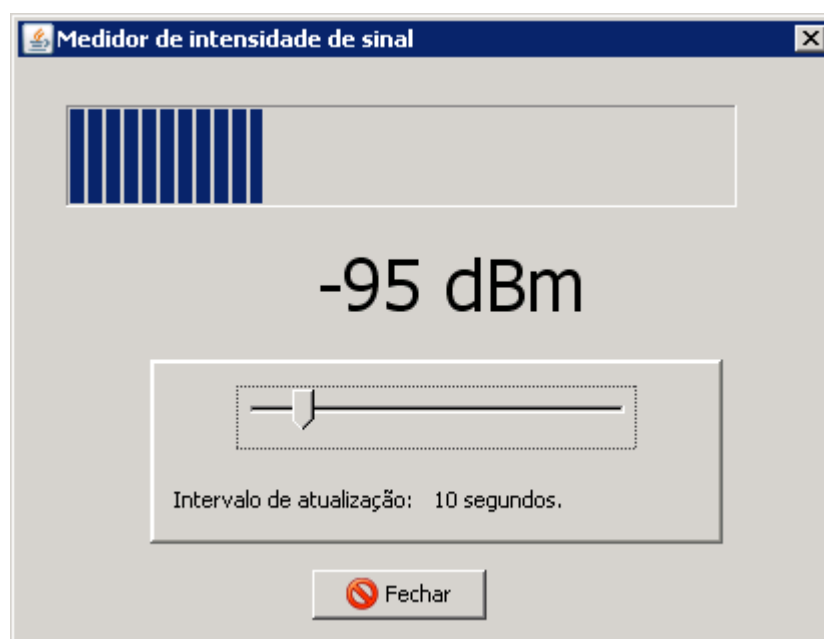 Medidor de intensidade de sinal
-95 dBm
Intervalo de atualização: 10 segundos.
Fechar